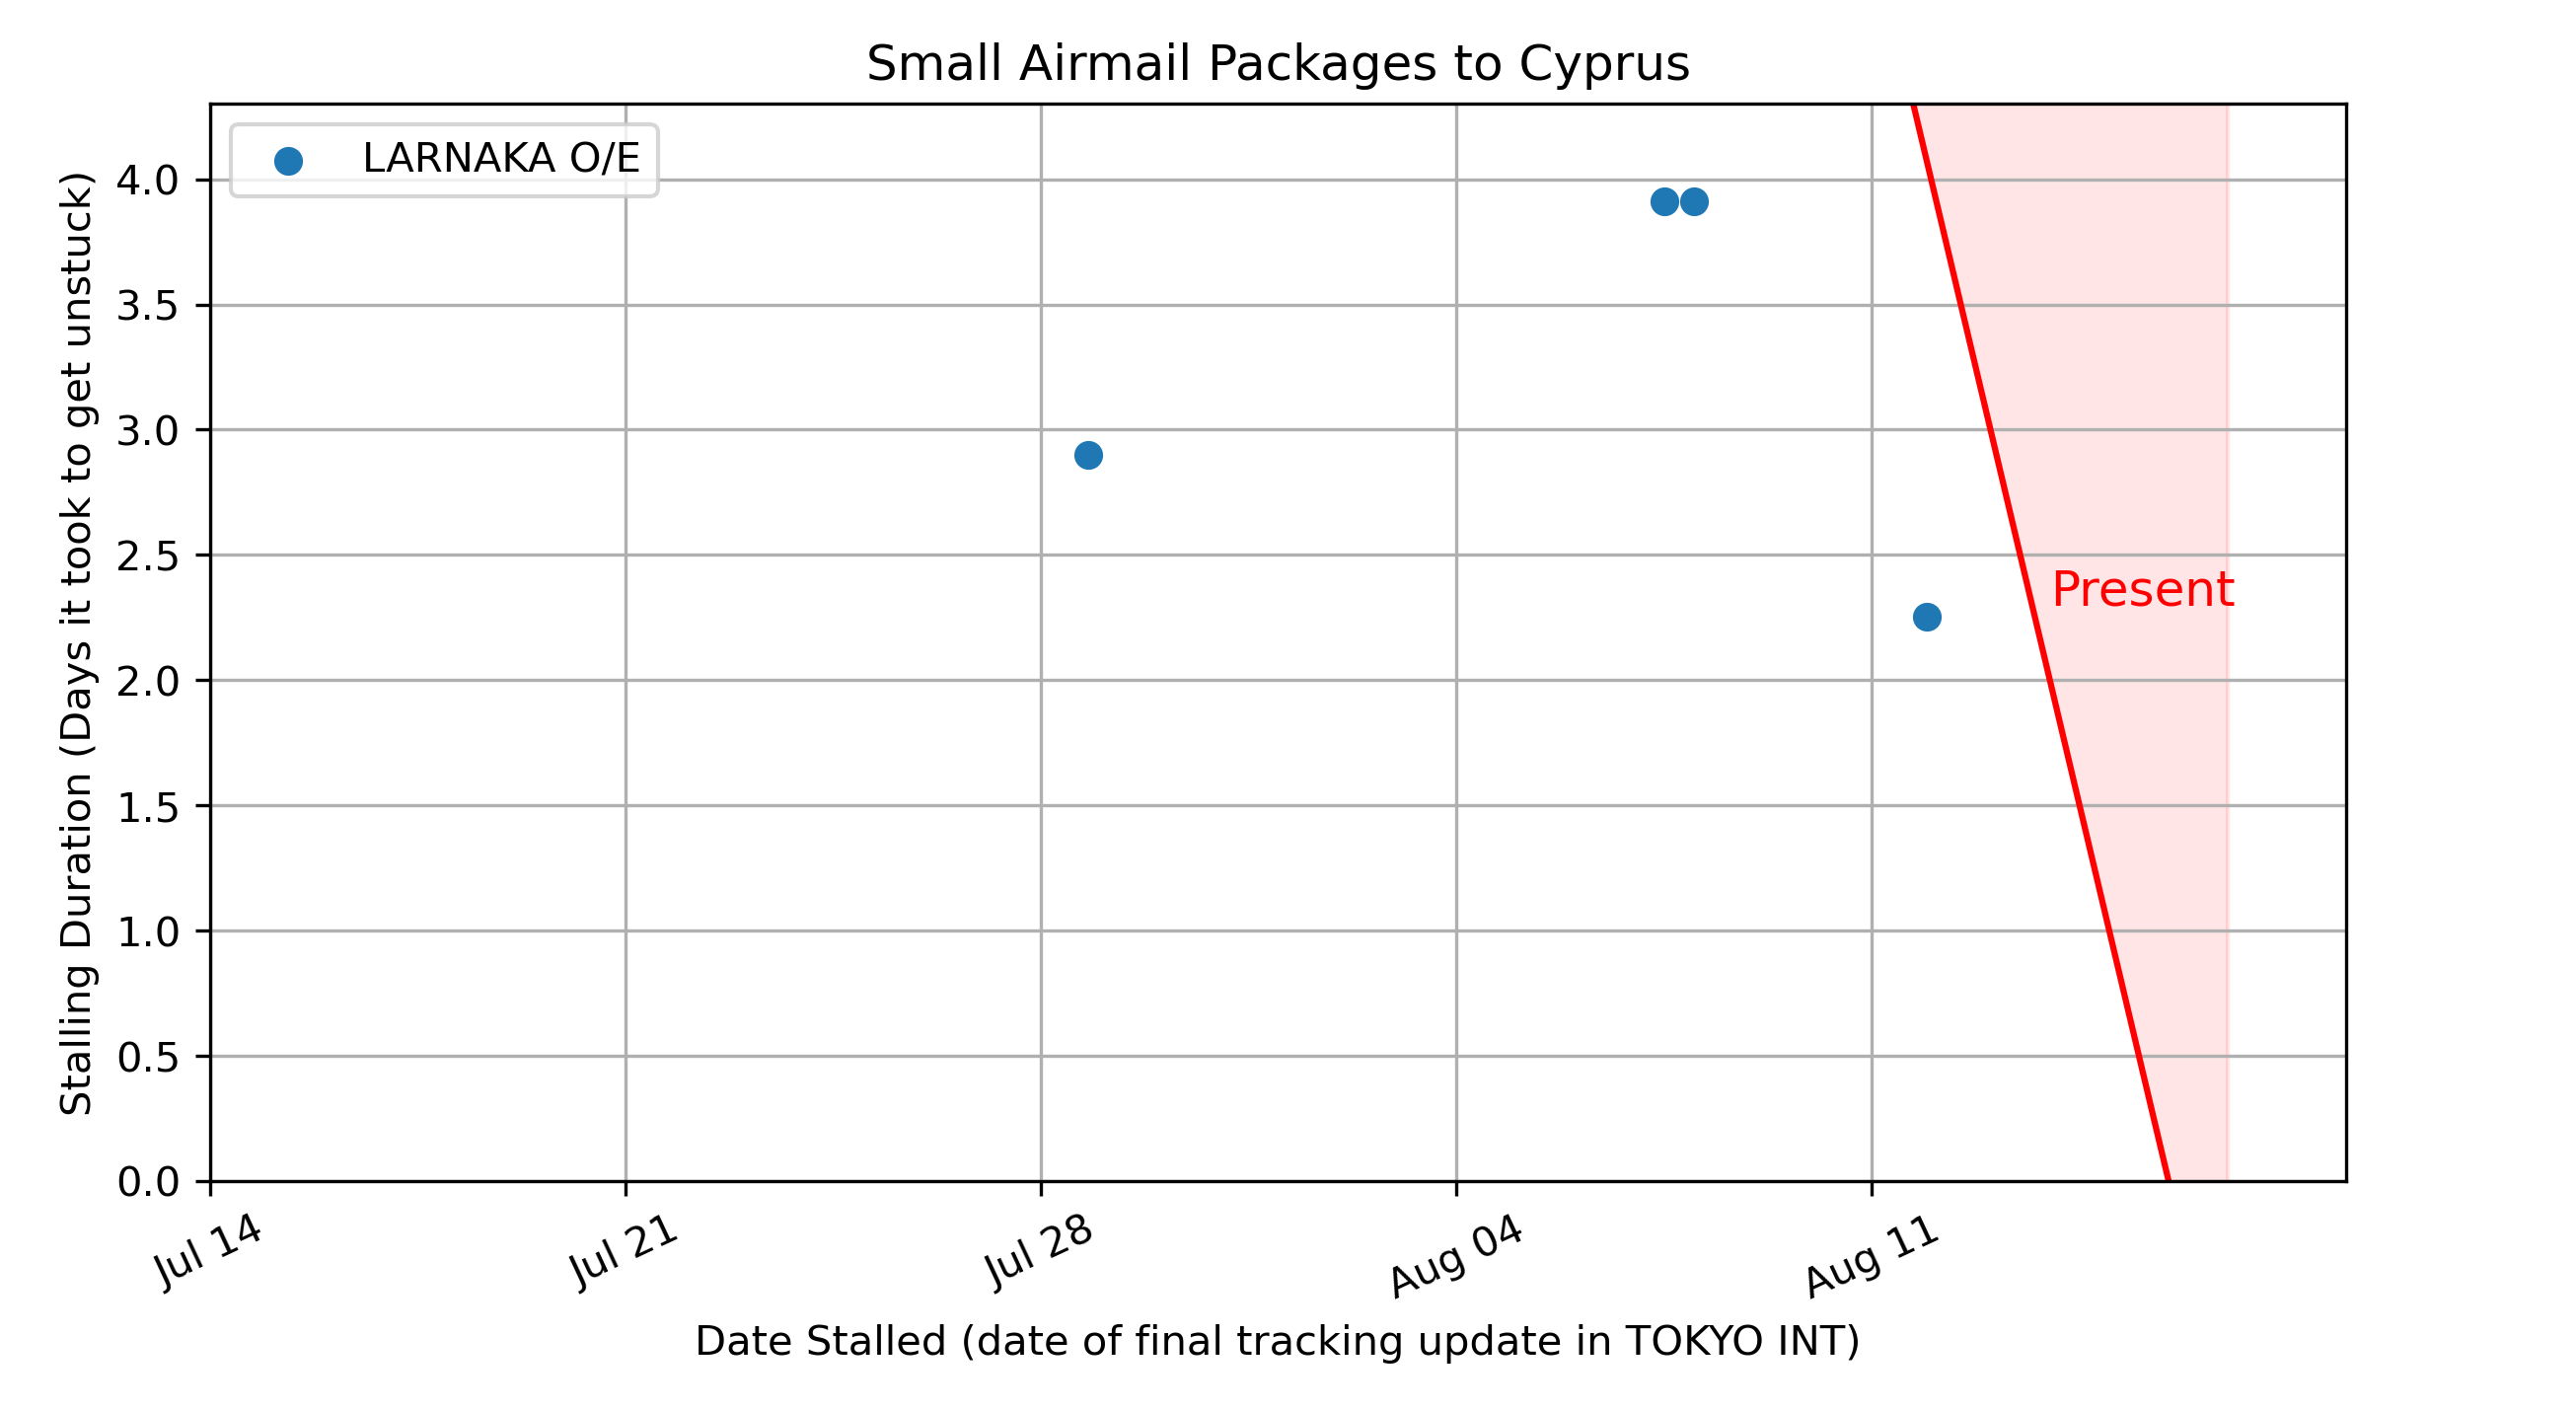 Small Airmail Packages to Cyprus
LARNAKA O/E
Stalling Duration (Days it took to get unstuck)
4.0
3.5
3.0
2.5
2.0
1.5
1.0
0.5
0.0
Present
Jul 14
Jul 21
Jul 28
Aug 04
Aug 11
Date Stalled (date of final tracking update in TOKYO INT)